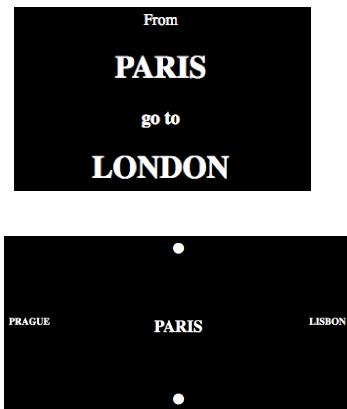 From
PARIS
go to
LONDON
PRAGUE PARIS LISBON